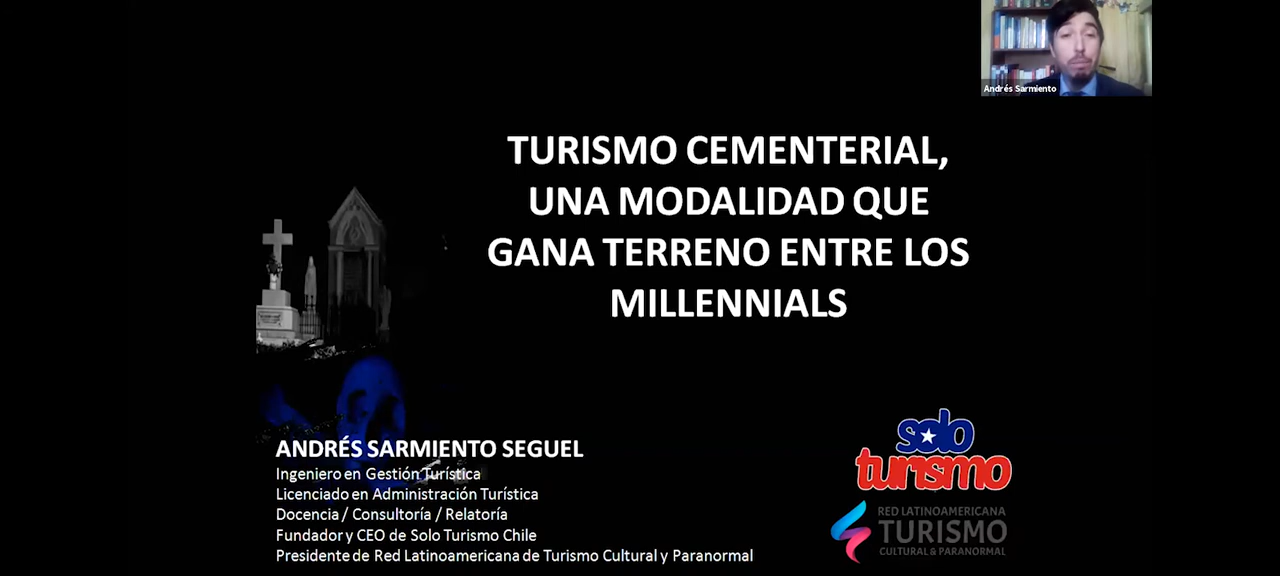 Andrés Sarmiento
TURISMO CEMENTERIAL,
UNA MODALIDAD QUE
GANA TERRENO ENTRE LOS
MILLENNIALS
ANDRÉS SARMIENTO SEGUEL
Ingeniero en Gestión Turística
Licenciado en Administración Turística
Docencia / Consultoría / Relatoría
Fundador y CEO de Solo Turismo Chile
Presidente de Red Latinoamericana de Turismo Cultural y Paranormal
solo
turismo
RED LATINOAMERICANA
TURISMO
CULTURAL & PARANORMAL